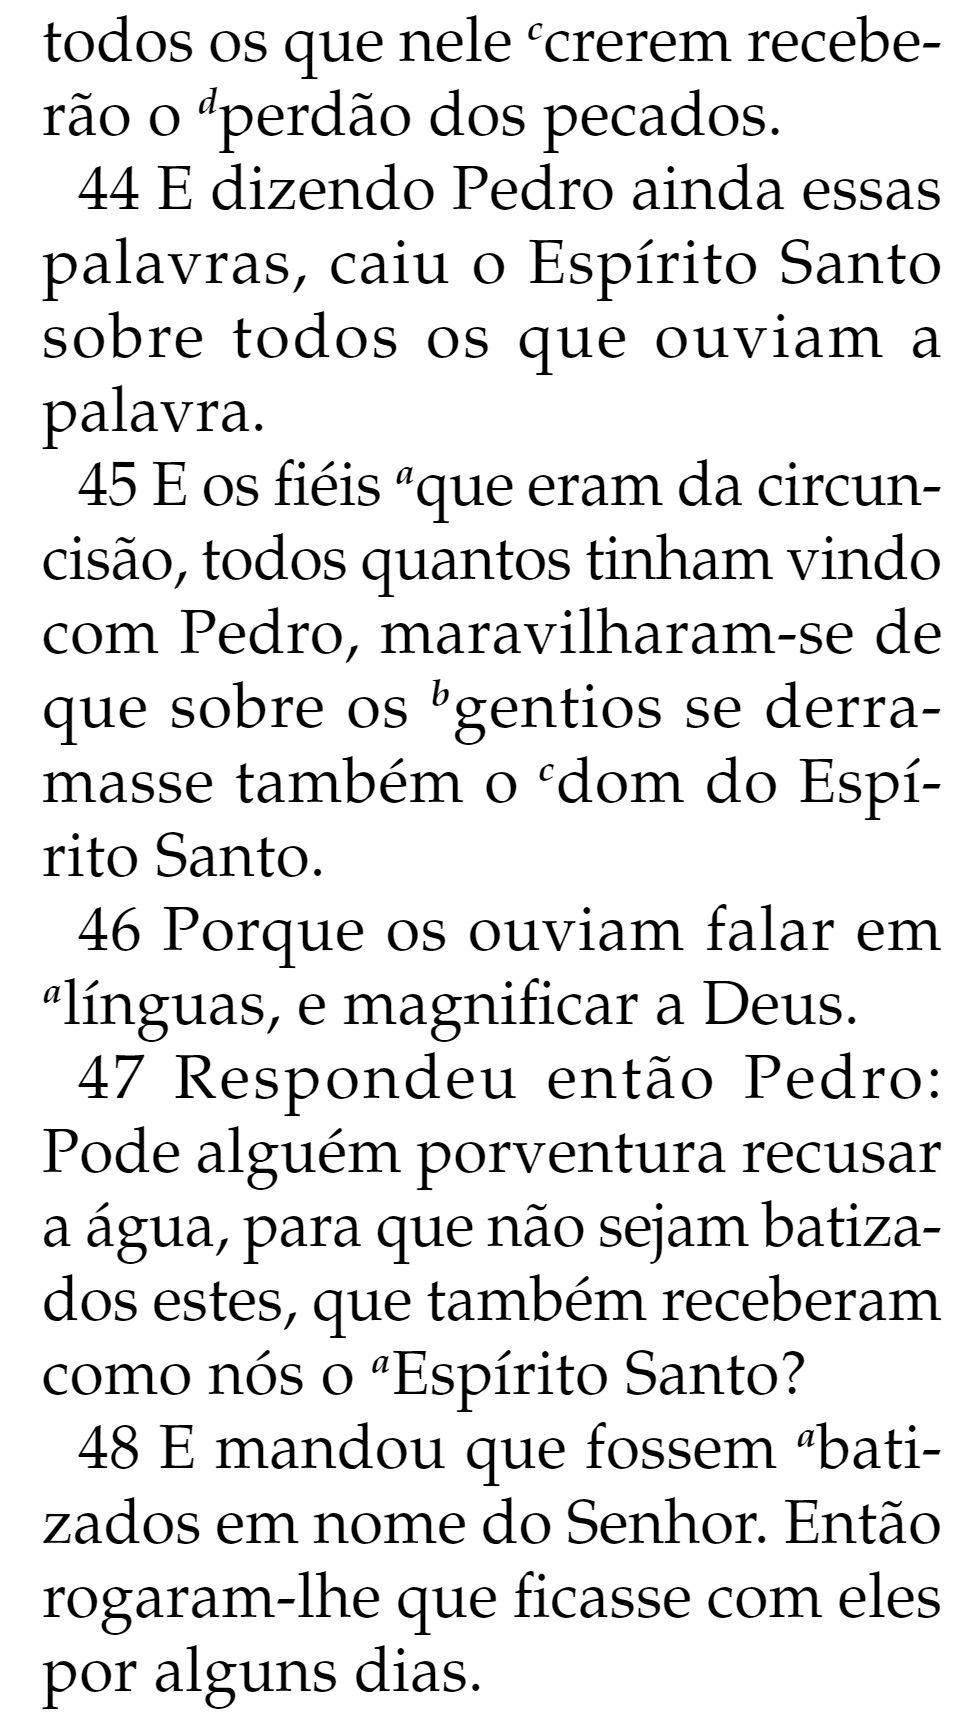 todos os que nele ᶜcrerem recebe-
rão o ᵈperdão dos pecados.
44 E dizendo Pedro ainda essas
palavras, caiu o Espírito Santo
sobre todos os que ouviam a
palavra.
45 E os fiéis ᵃque eram da circun-
cisão, todos quantos tinham vindo
com Pedro, maravilharam-se de
que sobre os ᵇgentios se derra-
masse também o ᶜdom do Espí-
rito Santo.
46 Porque os ouviam falar em
ᵃlínguas, e magnificar a Deus.
47 Respondeu então Pedro:
Pode alguém porventura recusar
a água, para que não sejam batiza-
dos estes, que também receberam
como nós o ᵃEspírito Santo?
48 E mandou que fossem ᵃbati-
zados em nome do Senhor. Então
rogaram-lhe que ficasse com eles
por alguns dias.